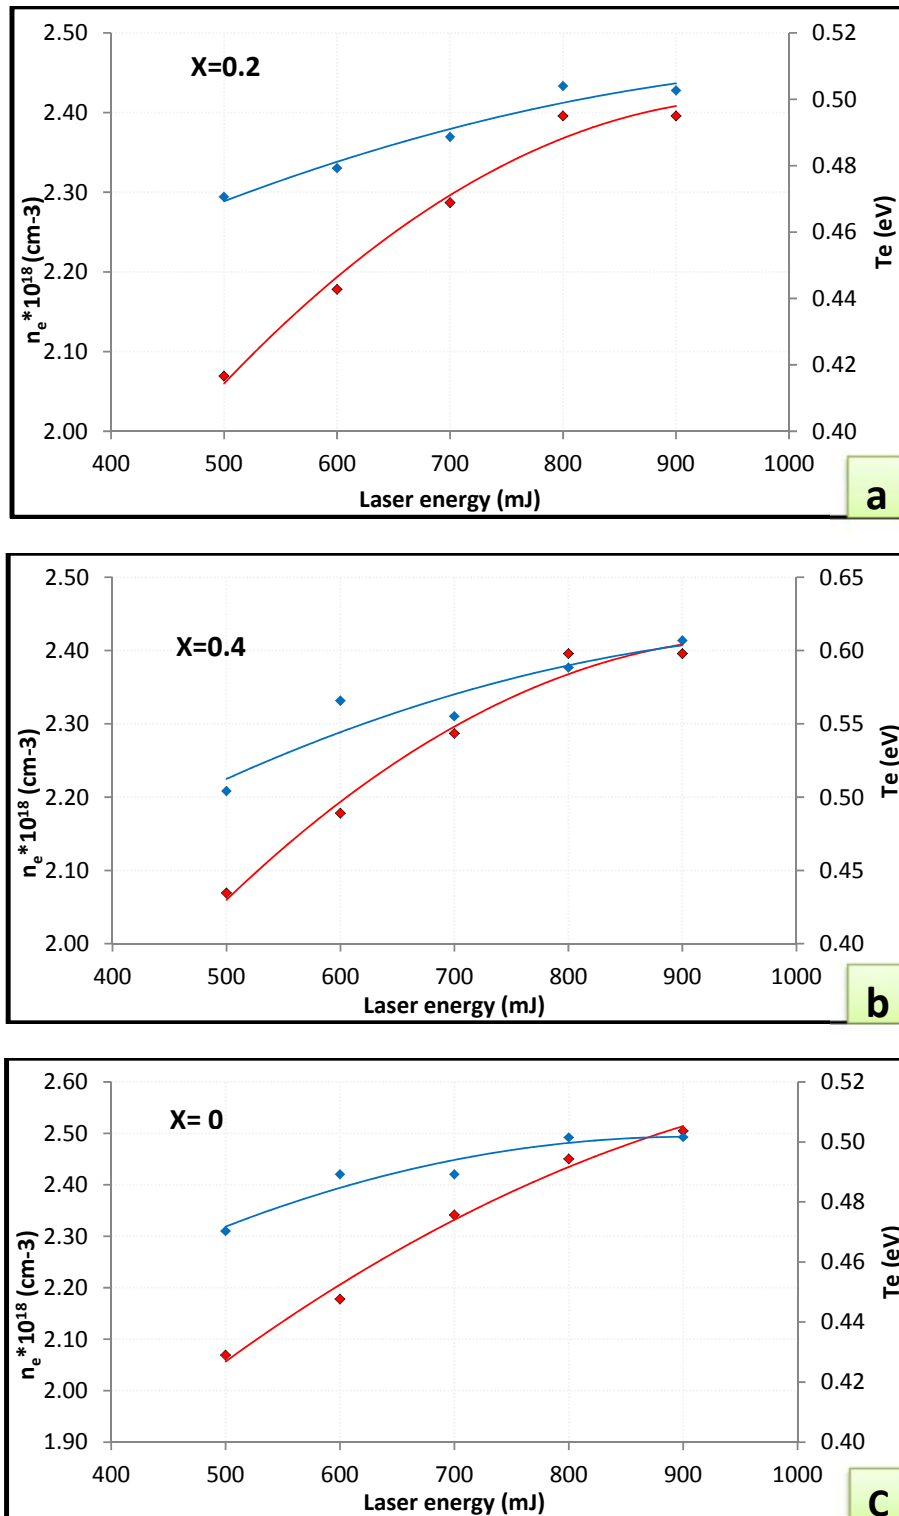 X=0.2
2.50
2.40
2.30
2.20
2.10
2.00
n_e*10^18 (cm-3)
0.52
0.50
0.48
0.46
0.44
0.42
0.40
Te (eV)
400 500 600 700 800 900 1000
Laser energy (mJ)
a
X=0.4
2.50
2.40
2.30
2.20
2.10
2.00
n_e*10^18 (cm-3)
0.65
0.60
0.55
0.50
0.45
0.40
Te (eV)
400 500 600 700 800 900 1000
Laser energy (mJ)
b
X= 0
2.60
2.50
2.40
2.30
2.20
2.10
2.00
1.90
n_e*10^18 (cm-3)
0.52
0.50
0.48
0.46
0.44
0.42
0.40
Te (eV)
400 500 600 700 800 900 1000
Laser energy (mJ)
C